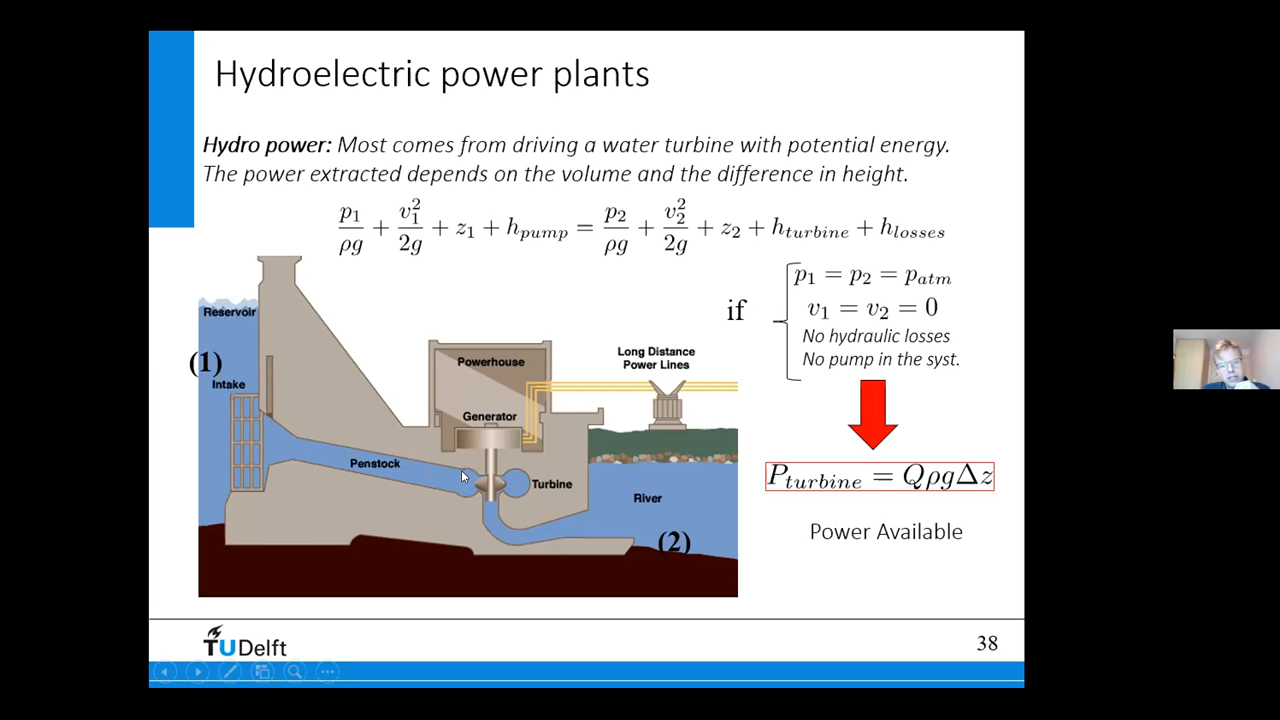 Hydroelectric power plants
Hydro power: Most comes from driving a water turbine with potential energy.
The power extracted depends on the volume and the difference in height.
p₁/ρg + v₁²/2g + z₁ + h_pump = p₂/ρg + v₂²/2g + z₂ + h_turbine + h_losses
Reservoir
(1)
Intake
Penstock
Powerhouse
Generator
Turbine
Long Distance
Power Lines
River
(2)
if
p₁ = p₂ = p_atm
v₁ = v₂ = 0
No hydraulic losses
No pump in the syst.
P_turbine = QρgΔz
Power Available
TUDelft
38